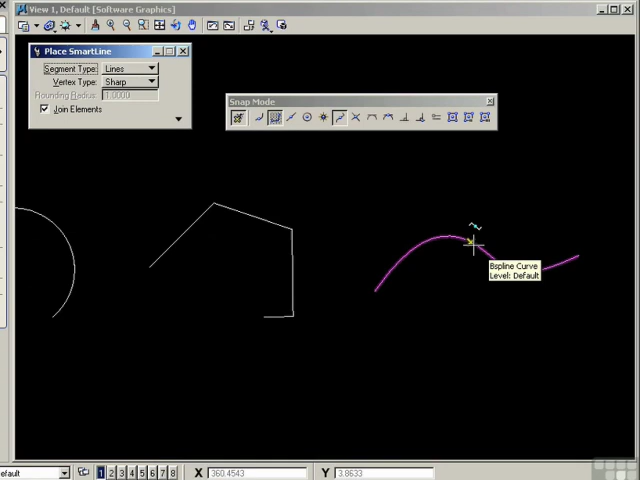 View 1, Default [Software Graphics]
Place SmartLine
Segment Type: Lines
Vertex Type: Sharp
Rounding Radius: 1.0000
Join Elements
Snap Mode
Bspline Curve
Level: Default
efault
1 2 3 4 5 6 7 8
X 360.4543
Y 3.8633